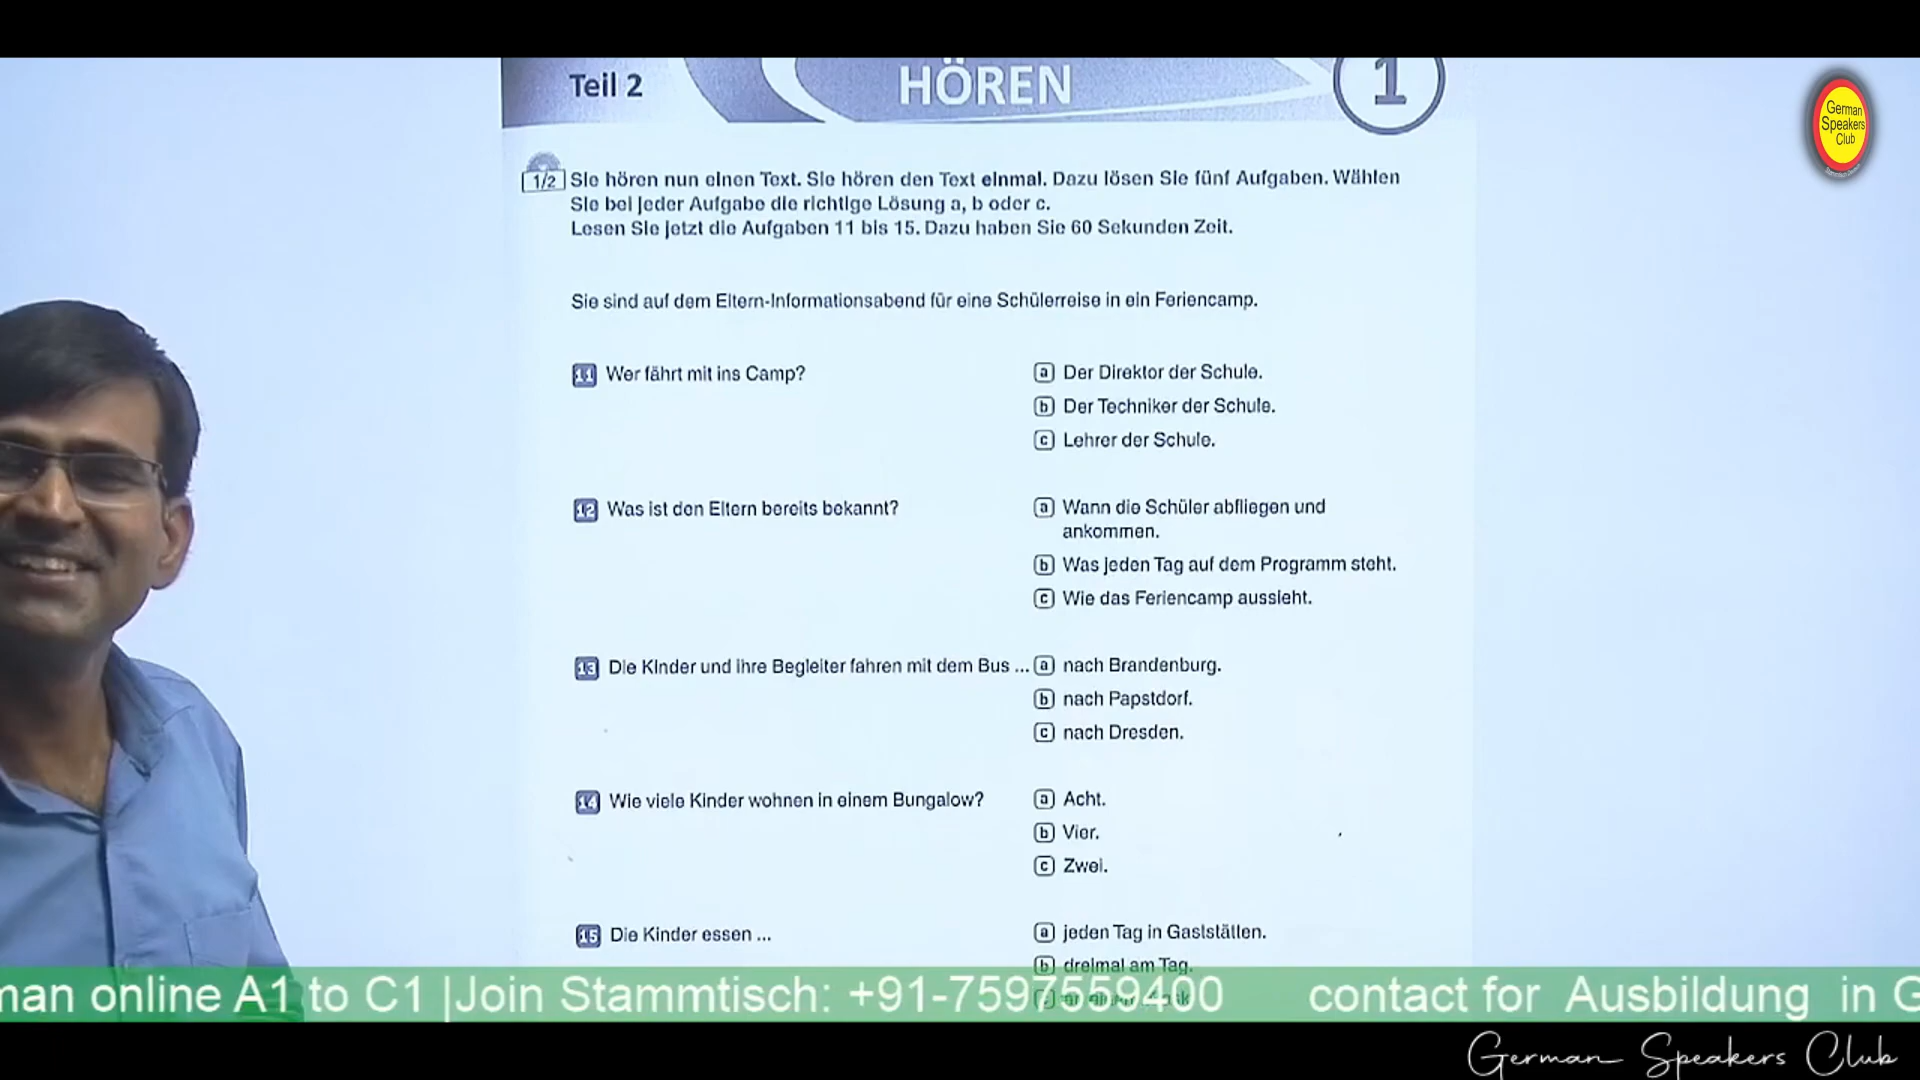 Teil 2
HÖREN
1
German
Speakers
Club
1/2
Sie hören nun einen Text. Sie hören den Text einmal. Dazu lösen Sie fünf Aufgaben. Wählen
Sie bei jeder Aufgabe die richtige Lösung a, b oder c.
Lesen Sie jetzt die Aufgaben 11 bis 15. Dazu haben Sie 60 Sekunden Zeit.
Sie sind auf dem Eltern-Informationsabend für eine Schülerreise in ein Feriencamp.
11 Wer fährt mit ins Camp?
a Der Direktor der Schule.
b Der Techniker der Schule.
c Lehrer der Schule.
12 Was ist den Eltern bereits bekannt?
a Wann die Schüler abfliegen und
ankommen.
b Was jeden Tag auf dem Programm steht.
c Wie das Feriencamp aussieht.
13 Die Kinder und ihre Begleiter fahren mit dem Bus ...
a nach Brandenburg.
b nach Papstdorf.
c nach Dresden.
14 Wie viele Kinder wohnen in einem Bungalow?
a Acht.
b Vier.
c Zwei.
15 Die Kinder essen ...
a jeden Tag in Gaststätten.
b dreimal am Tag.
man online A1 to C1 |Join Stammtisch: +91-7597559400 contact for Ausbildung in G
German Speakers Club